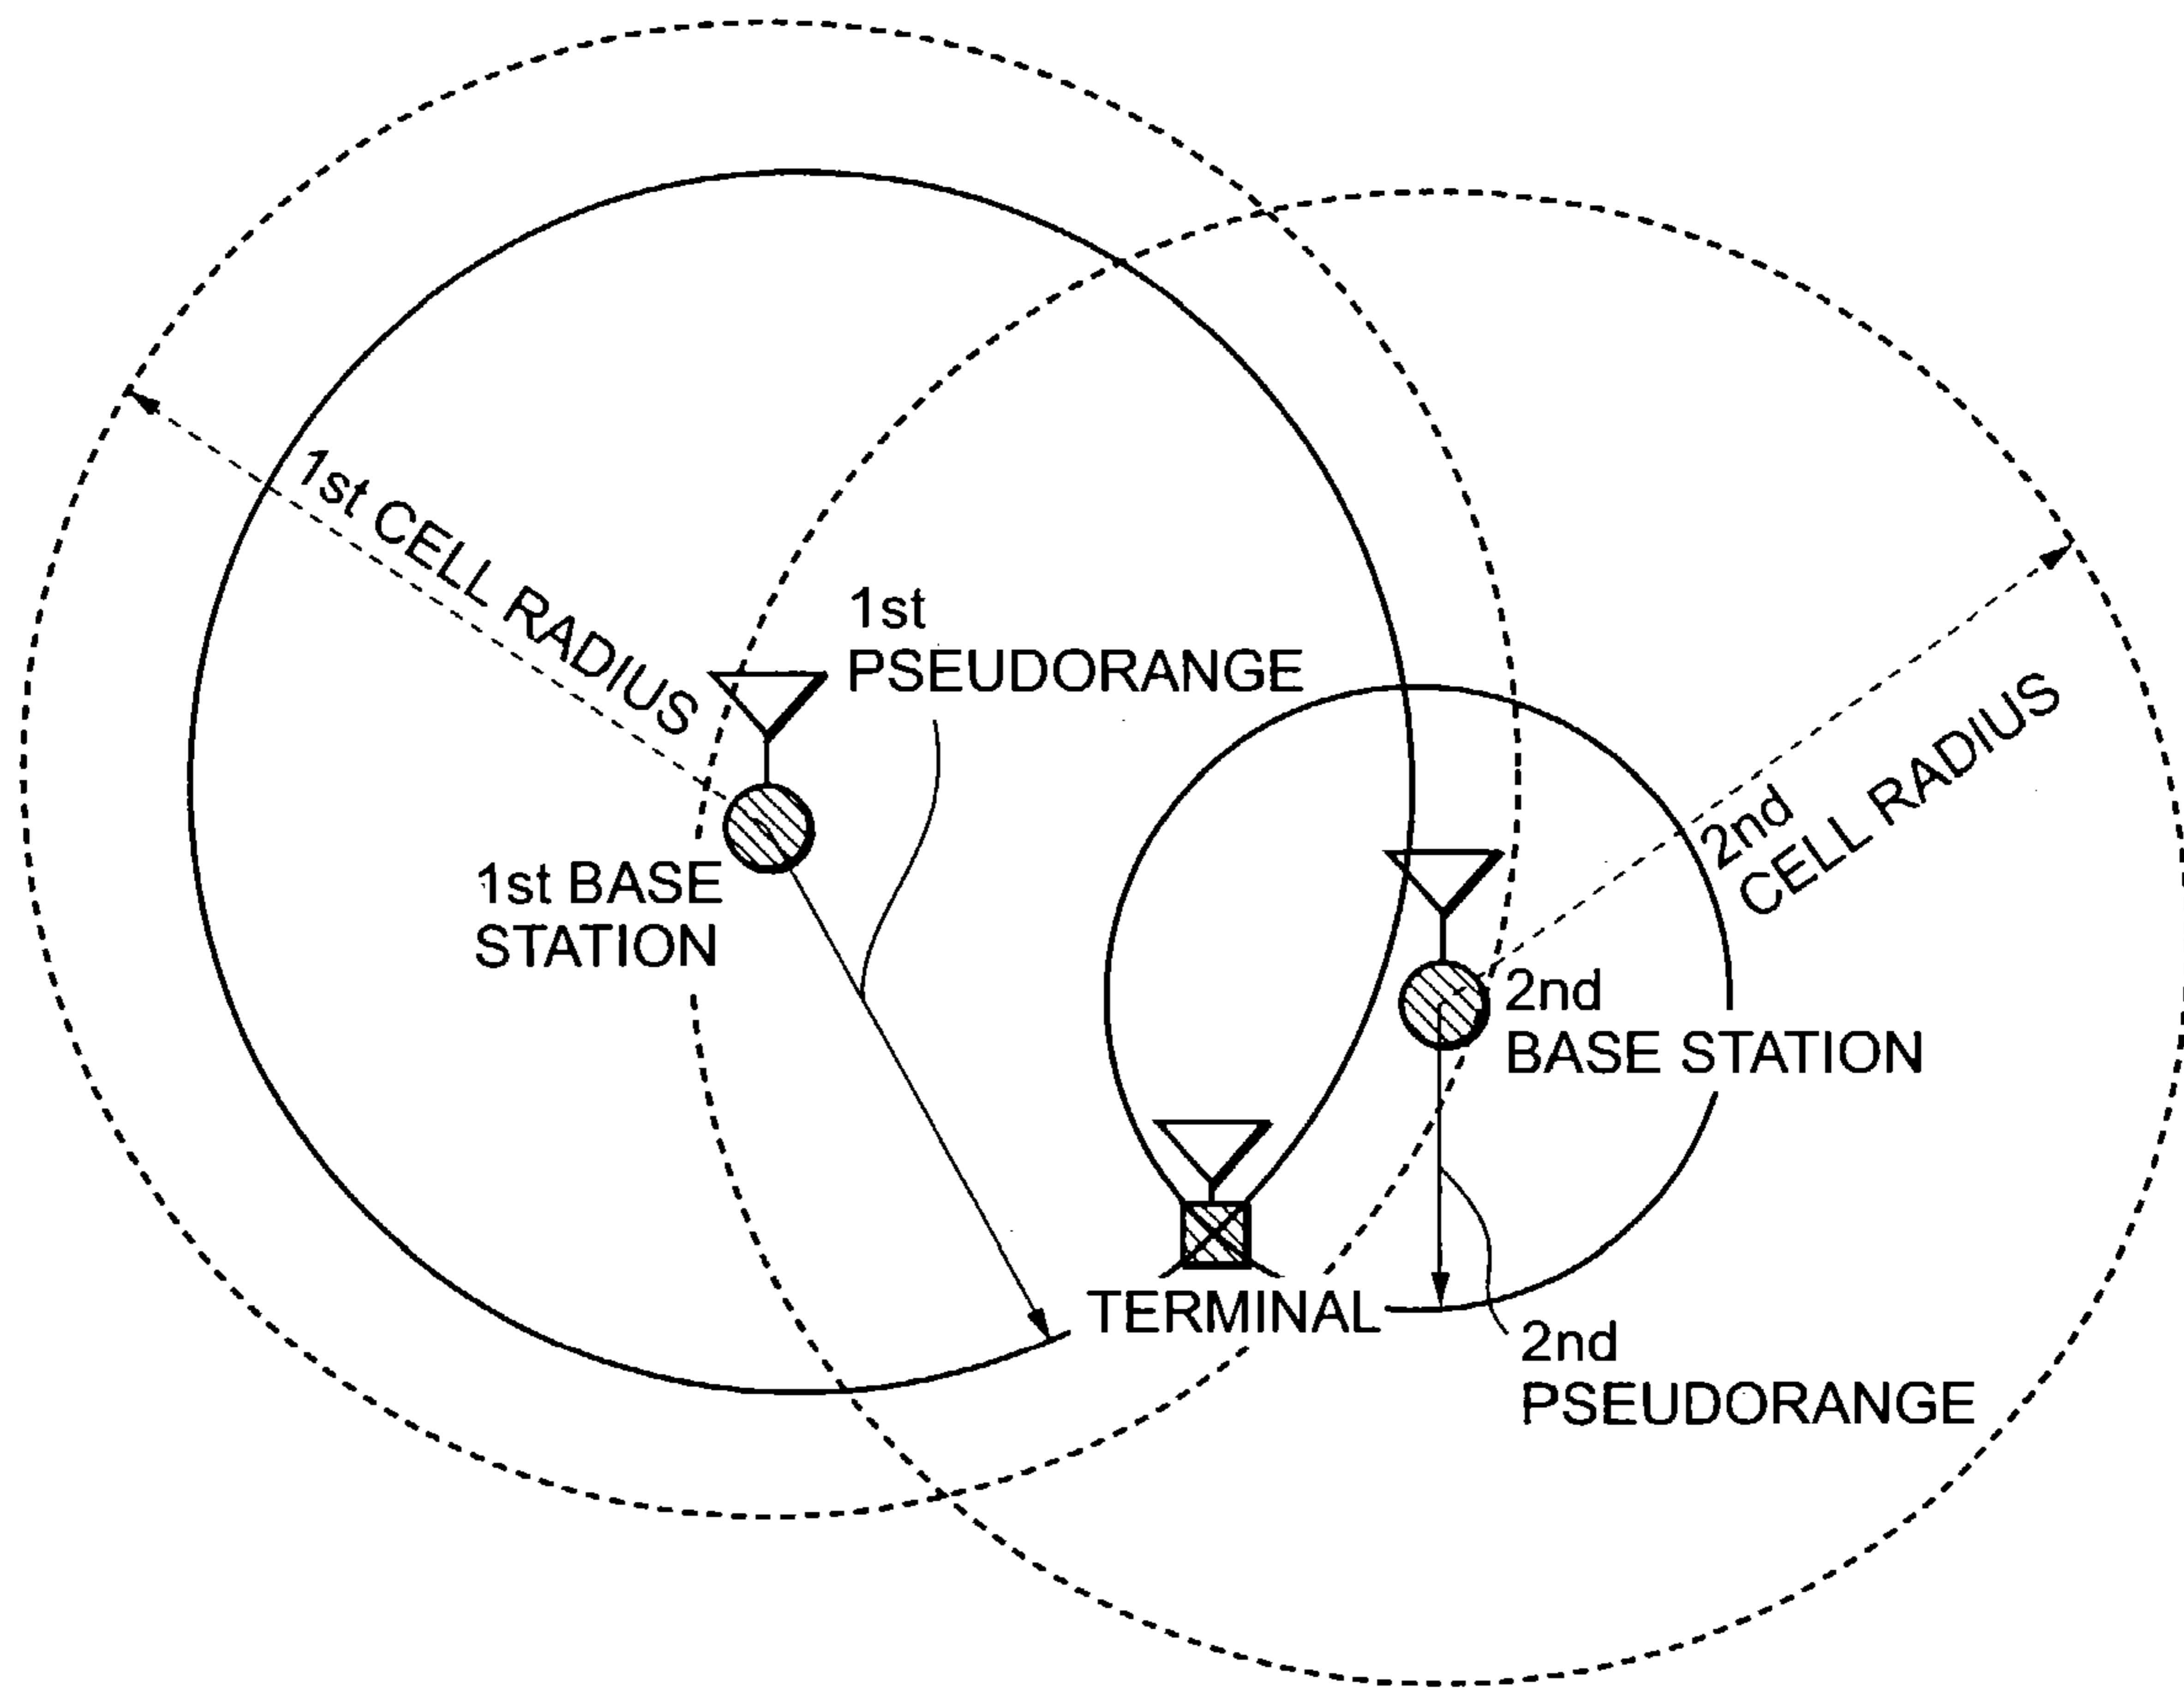 1st CELL RADIUS
1st
PSEUDORANGE
2nd
CELL RADIUS
1st BASE
STATION
2nd
BASE STATION
TERMINAL
2nd
PSEUDORANGE